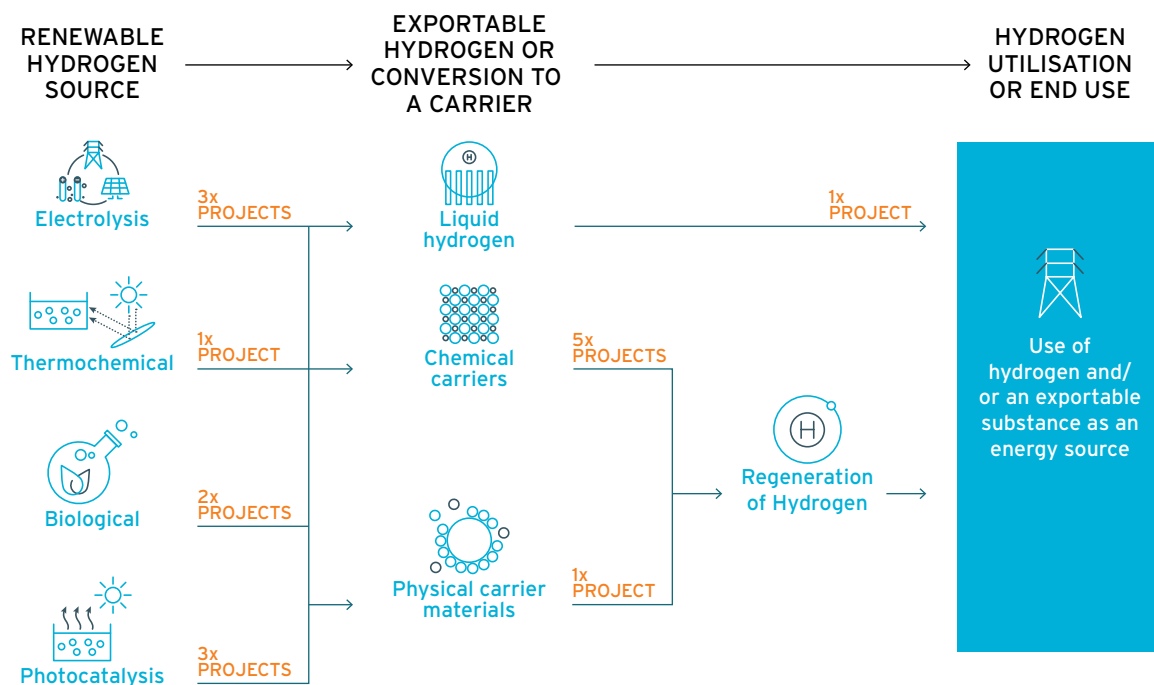 RENEWABLE
HYDROGEN
SOURCE
EXPORTABLE
HYDROGEN OR
CONVERSION TO
A CARRIER
HYDROGEN
UTILISATION
OR END USE
Electrolysis
3x
PROJECTS
H
Liquid
hydrogen
1x
PROJECT
Thermochemical
1x
PROJECT
Chemical
carriers
5x
PROJECTS
Biological
2x
PROJECTS
Physical carrier
materials
1x
PROJECT
H
Regeneration
of Hydrogen
Use of
hydrogen and/
or an exportable
substance as an
energy source
Photocatalysis
3x
PROJECTS